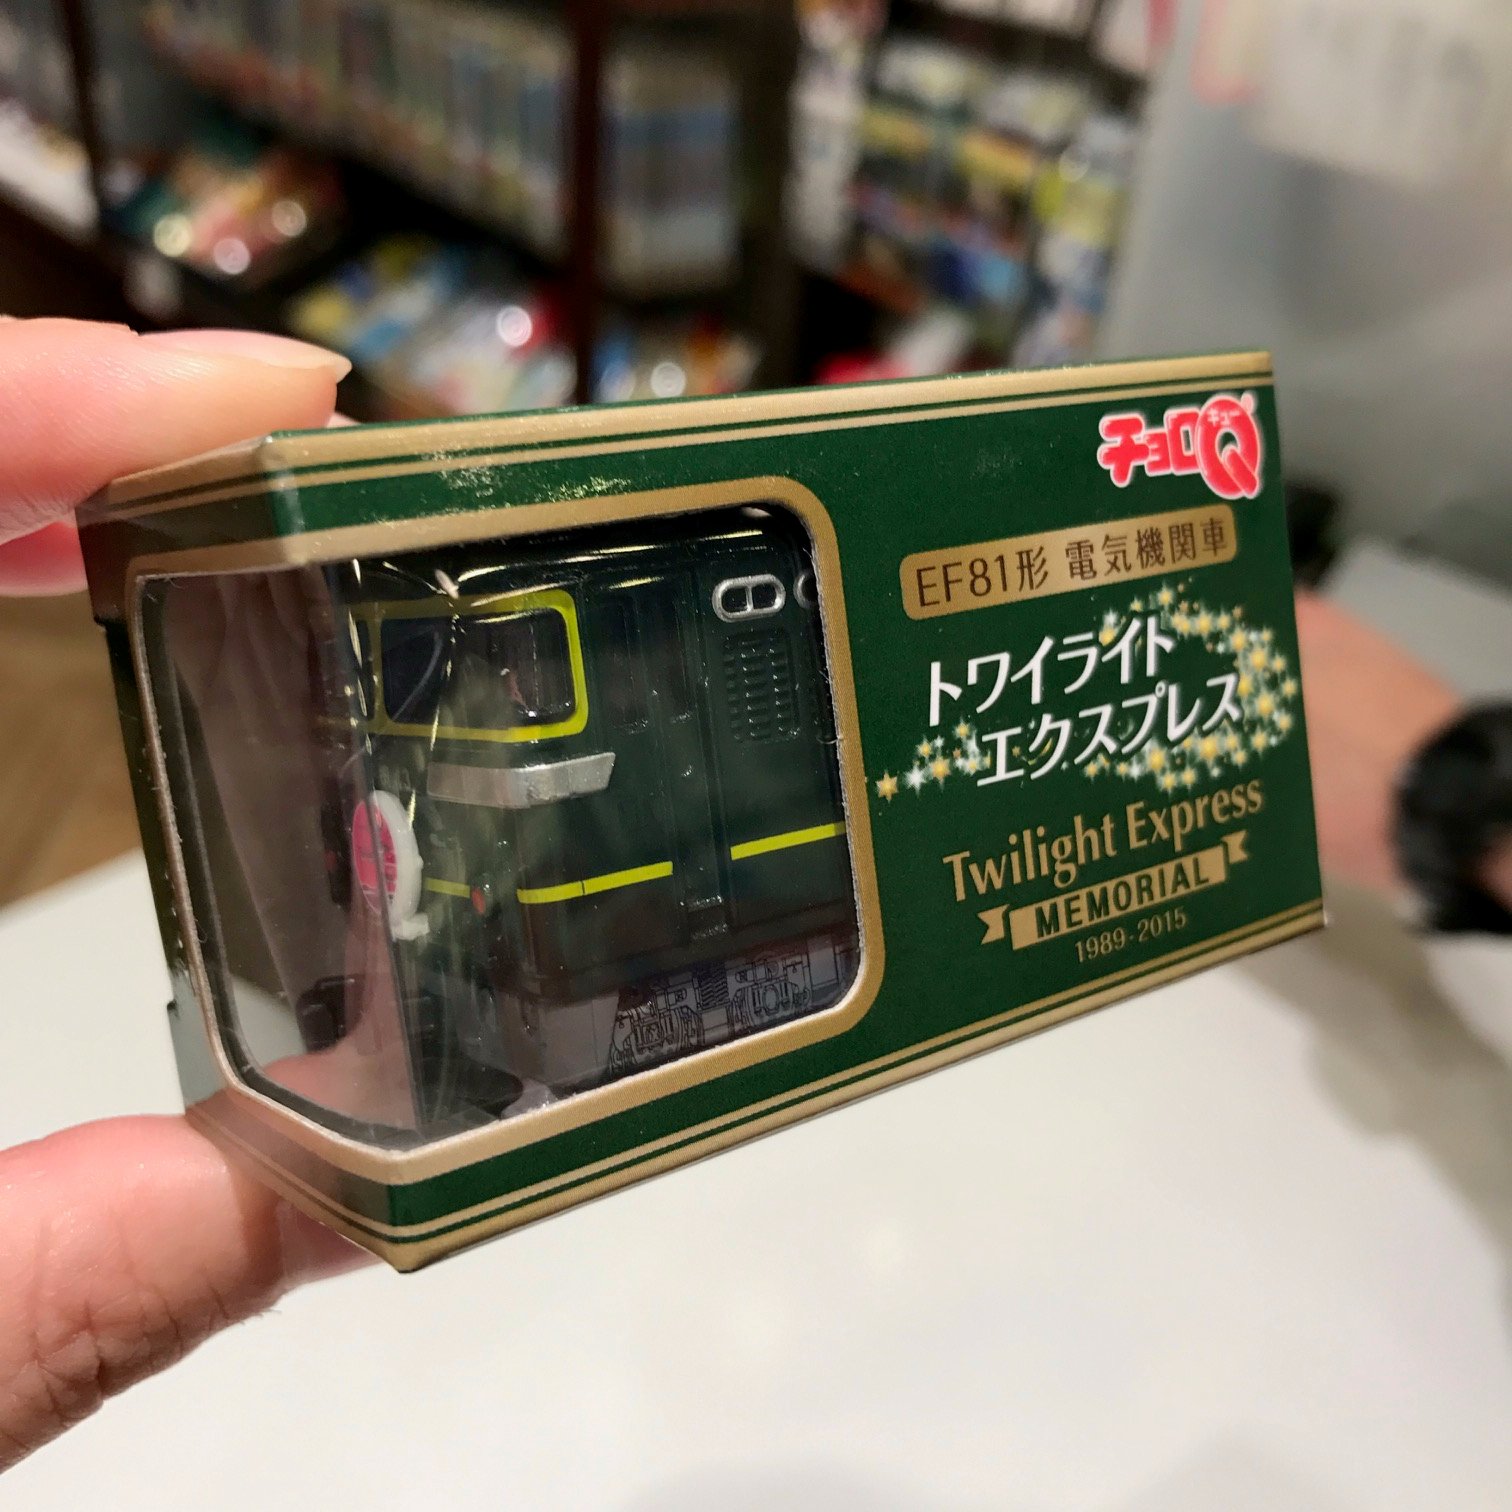 チョロQ
キュー
EF81形 電気機関車
トワイライト
エクスプレス
Twilight Express
MEMORIAL
1989-2015